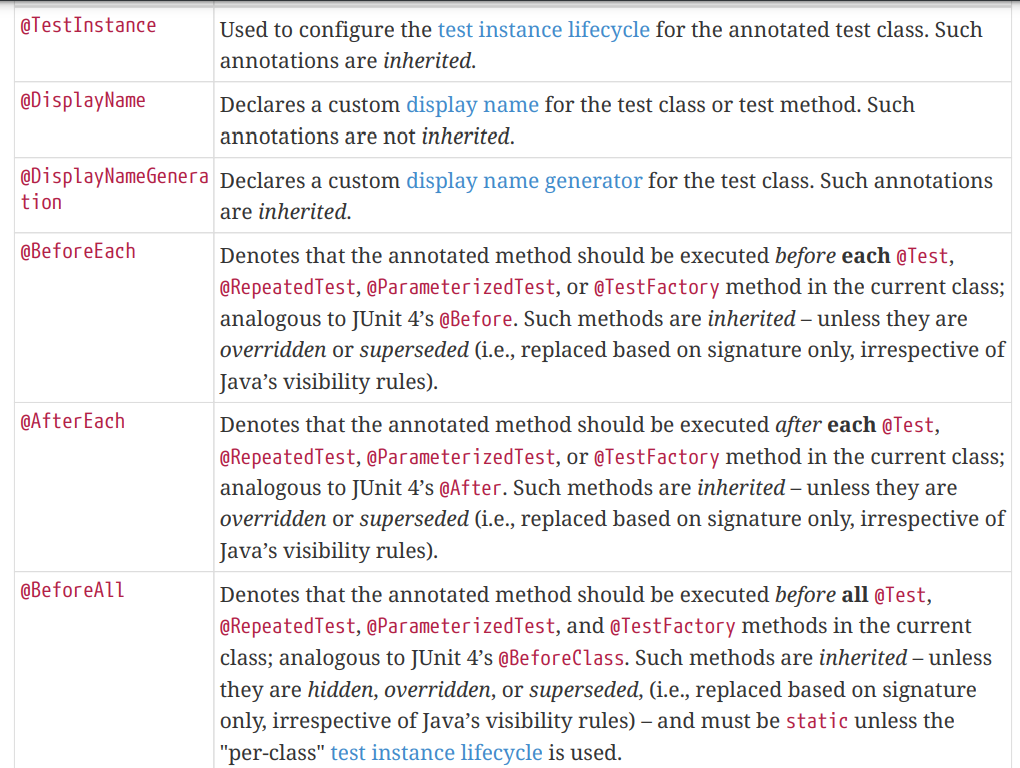 @TestInstance
Used to configure the test instance lifecycle for the annotated test class. Such
annotations are inherited.
@DisplayName
Declares a custom display name for the test class or test method. Such
annotations are not inherited.
@DisplayNameGenera
tion
Declares a custom display name generator for the test class. Such annotations
are inherited.
@BeforeEach
Denotes that the annotated method should be executed before each @Test,
@RepeatedTest, @ParameterizedTest, or @TestFactory method in the current class;
analogous to JUnit 4’s @Before. Such methods are inherited – unless they are
overridden or superseded (i.e., replaced based on signature only, irrespective of
Java’s visibility rules).
@AfterEach
Denotes that the annotated method should be executed after each @Test,
@RepeatedTest, @ParameterizedTest, or @TestFactory method in the current class;
analogous to JUnit 4’s @After. Such methods are inherited – unless they are
overridden or superseded (i.e., replaced based on signature only, irrespective of
Java’s visibility rules).
@BeforeAll
Denotes that the annotated method should be executed before all @Test,
@RepeatedTest, @ParameterizedTest, and @TestFactory methods in the current
class; analogous to JUnit 4’s @BeforeClass. Such methods are inherited – unless
they are hidden, overridden, or superseded, (i.e., replaced based on signature
only, irrespective of Java’s visibility rules) – and must be static unless the
"per-class" test instance lifecycle is used.